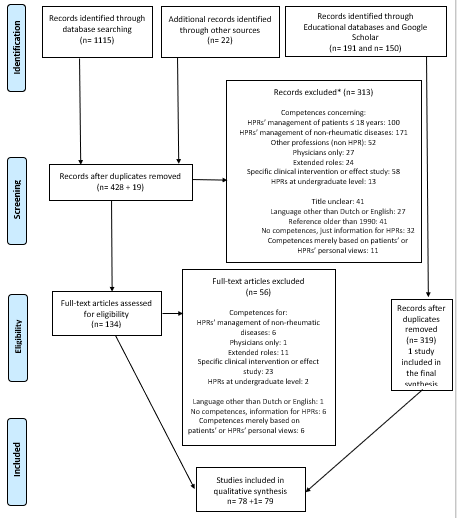 Identification
Records identified through
database searching
(n= 1115)
Additional records identified
through other sources
(n= 22)
Records identified through
Educational databases and Google
Scholar
(n= 191 and n= 150)
Screening
Records after duplicates removed
(n= 428 + 19)
Records excluded* (n= 313)
Competences concerning:
HPRs' management of patients ≤ 18 years: 100
HPRs' management of non-rheumatic diseases: 171
Other professions (non HPR): 52
Physicians only: 27
Extended roles: 24
Specific clinical intervention or effect study: 58
HPRs at undergraduate level: 13
Title unclear: 41
Language other than Dutch or English: 27
Reference older than 1990: 41
No competences, just information for HPRs: 32
Competences merely based on patients' or
HPRs' personal views: 11
Eligibility
Full-text articles assessed
for eligibility
(n= 134)
Full-text articles excluded
(n= 56)
Competences for:
HPRs' management of non-rheumatic
diseases: 6
Physicians only: 1
Extended roles: 11
Specific clinical intervention or effect
study: 23
HPRs at undergraduate level: 2
Language other than Dutch or English: 1
No competences, information for HPRs: 6
Competences merely based on
patients' or HPRs' personal views: 6
Records after
duplicates
removed
(n= 319)
1 study
included in
the final
synthesis
Included
Studies included in
qualitative synthesis
n= 78 +1= 79